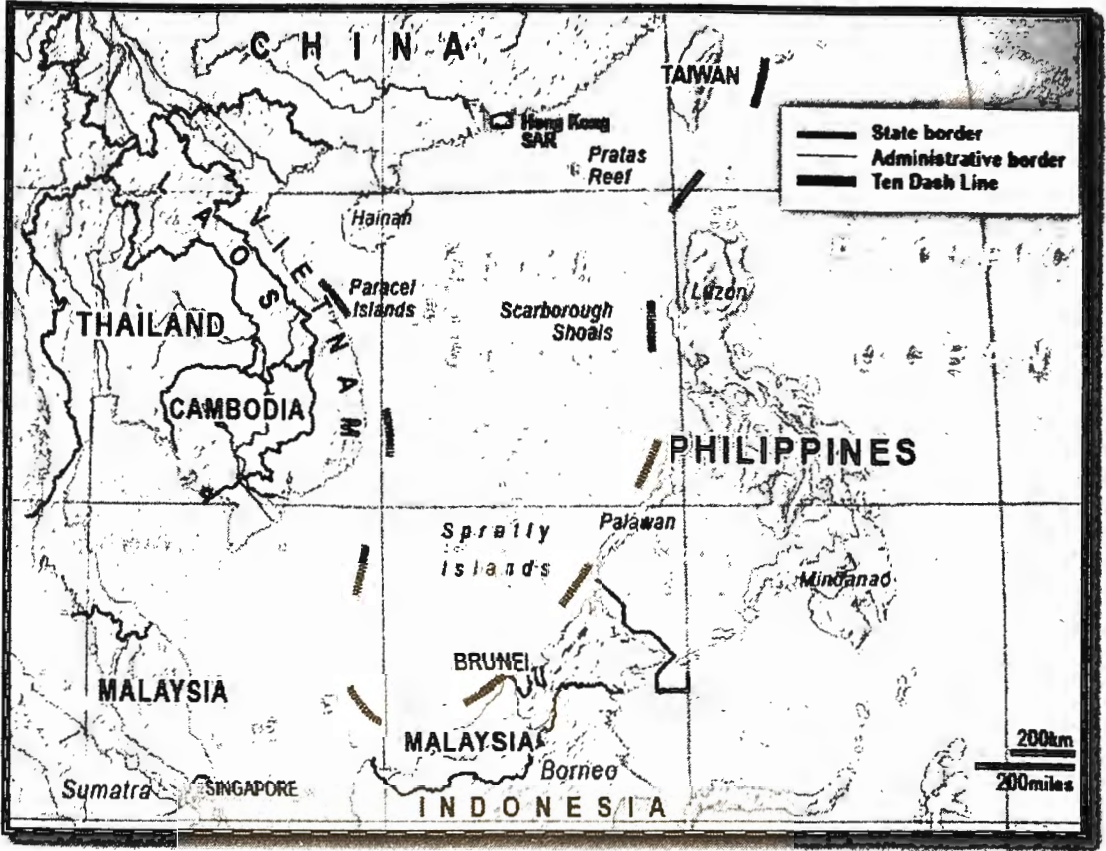 CHINA
TAIWAN
Hong Kong
SAR
Pratas
Reef
State border
Administrative border
Ten Dash Line
Hainan
AOS
VIETNAM
Paracel
Islands
Scarborough
Shoals
Luzon
THAILAND
CAMBODIA
PHILIPPINES
Spratly
Islands
Palawan
Mindanao
BRUNEI
MALAYSIA
MALAYSIA
Borneo
200km
200miles
Sumatra
SINGAPORE
INDONESIA